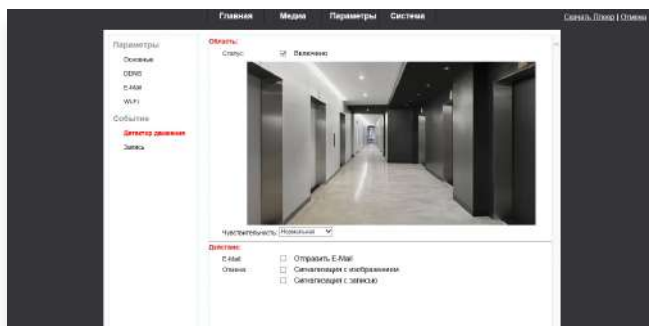 Главная Медиа Параметры Система
Скачать Плеер | Отмена
Параметры
Основные
DDNS
E-Mail
Wi-Fi
Событие
Детектор движения
Запись
Область:
Статус: Включено
Чувствительность: Нормальная
Действие:
E-Mail: Отправить E-Mail
Сигнализация с изображением
Сигнализация с записью